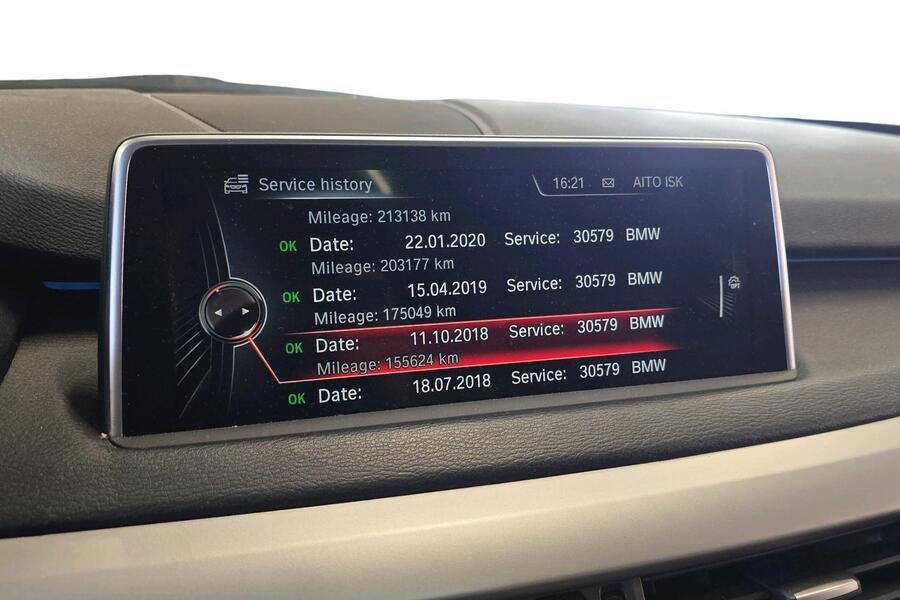 Service history 16:21 AITO ISK
Mileage: 213138 km
OK Date: 22.01.2020 Service: 30579 BMW
Mileage: 203177 km
OK Date: 15.04.2019 Service: 30579 BMW
Mileage: 175049 km
OK Date: 11.10.2018 Service: 30579 BMW
Mileage: 155624 km
OK Date: 18.07.2018 Service: 30579 BMW